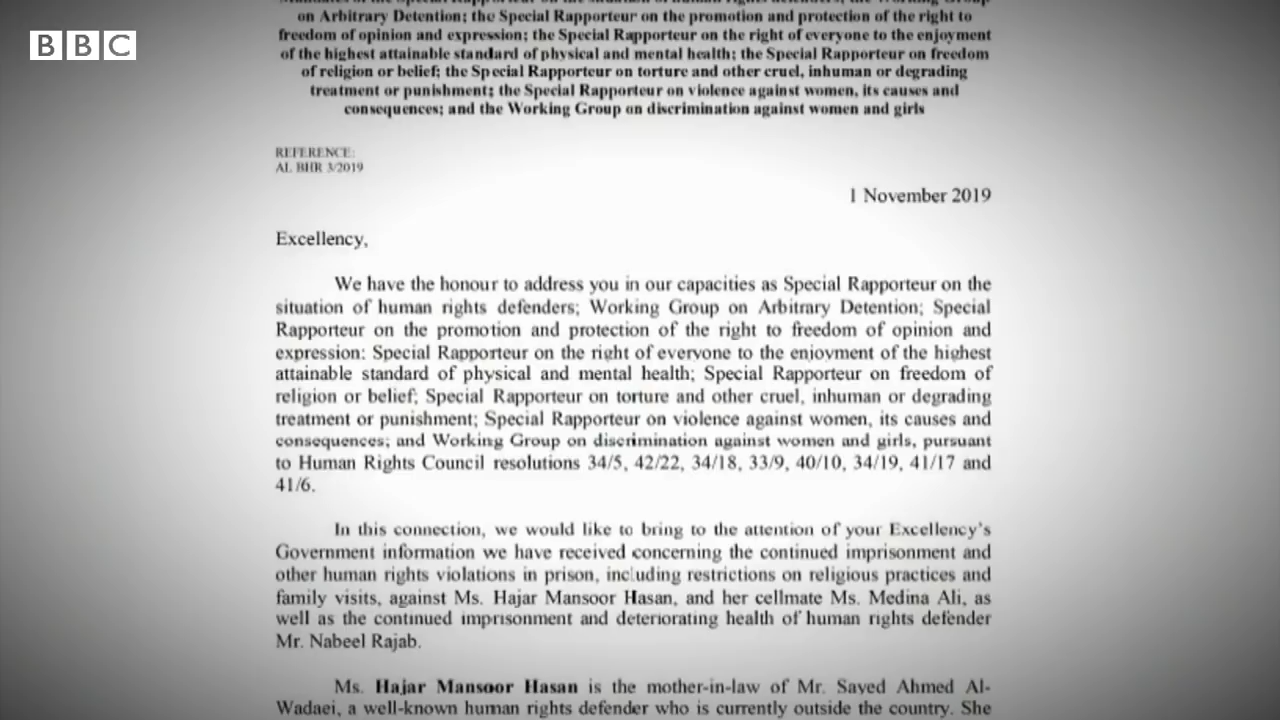 BBC
on Arbitrary Detention; the Special Rapporteur on the promotion and protection of the right to
freedom of opinion and expression; the Special Rapporteur on the right of everyone to the enjoyment
of the highest attainable standard of physical and mental health; the Special Rapporteur on freedom
of religion or belief; the Special Rapporteur on torture and other cruel, inhuman or degrading
treatment or punishment; the Special Rapporteur on violence against women, its causes and
consequences; and the Working Group on discrimination against women and girls
REFERENCE:
AL BHR 3/2019
1 November 2019
Excellency,
We have the honour to address you in our capacities as Special Rapporteur on the
situation of human rights defenders; Working Group on Arbitrary Detention; Special
Rapporteur on the promotion and protection of the right to freedom of opinion and
expression; Special Rapporteur on the right of everyone to the enjoyment of the highest
attainable standard of physical and mental health; Special Rapporteur on freedom of
religion or belief; Special Rapporteur on torture and other cruel, inhuman or degrading
treatment or punishment; Special Rapporteur on violence against women, its causes and
consequences; and Working Group on discrimination against women and girls, pursuant
to Human Rights Council resolutions 34/5, 42/22, 34/18, 33/9, 40/10, 34/19, 41/17 and
41/6.
In this connection, we would like to bring to the attention of your Excellency's
Government information we have received concerning the continued imprisonment and
other human rights violations in prison, including restrictions on religious practices and
family visits, against Ms. Hajar Mansoor Hasan, and her cellmate Ms. Medina Ali, as
well as the continued imprisonment and deteriorating health of human rights defender
Mr. Nabeel Rajab.
Ms. Hajar Mansoor Hasan is the mother-in-law of Mr. Sayed Ahmed Al-
Wadaei, a well-known human rights defender who is currently outside the country. She